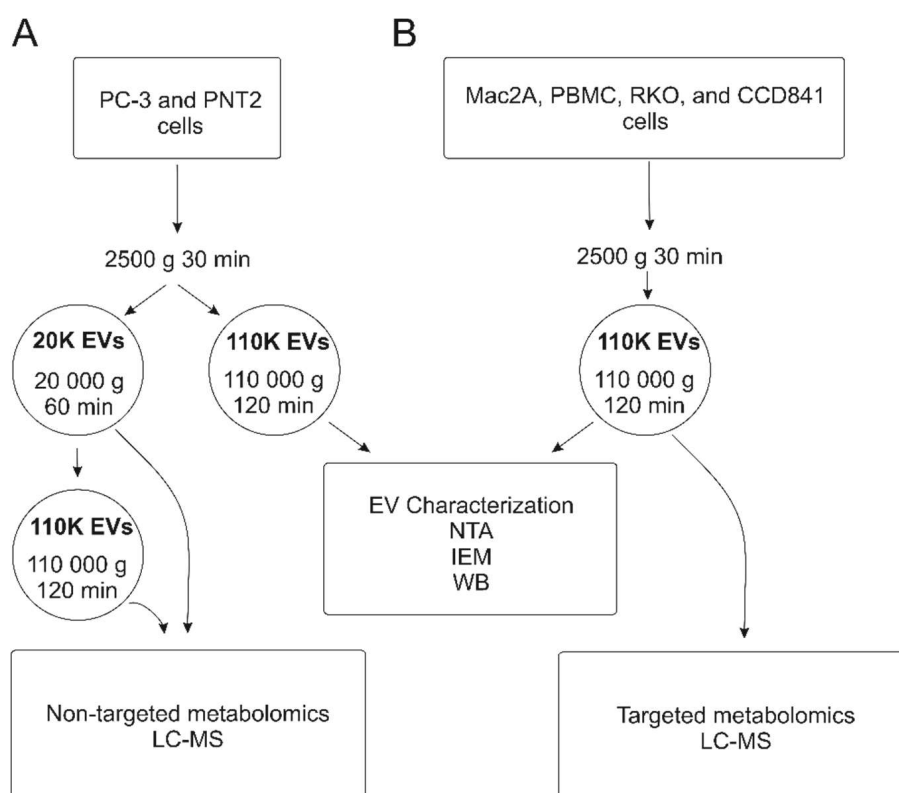 A
PC-3 and PNT2
cells
2500 g 30 min
20K EVs
20 000 g
60 min
110K EVs
110 000 g
120 min
110K EVs
110 000 g
120 min
Non-targeted metabolomics
LC-MS
B
Mac2A, PBMC, RKO, and CCD841
cells
2500 g 30 min
110K EVs
110 000 g
120 min
EV Characterization
NTA
IEM
WB
Targeted metabolomics
LC-MS